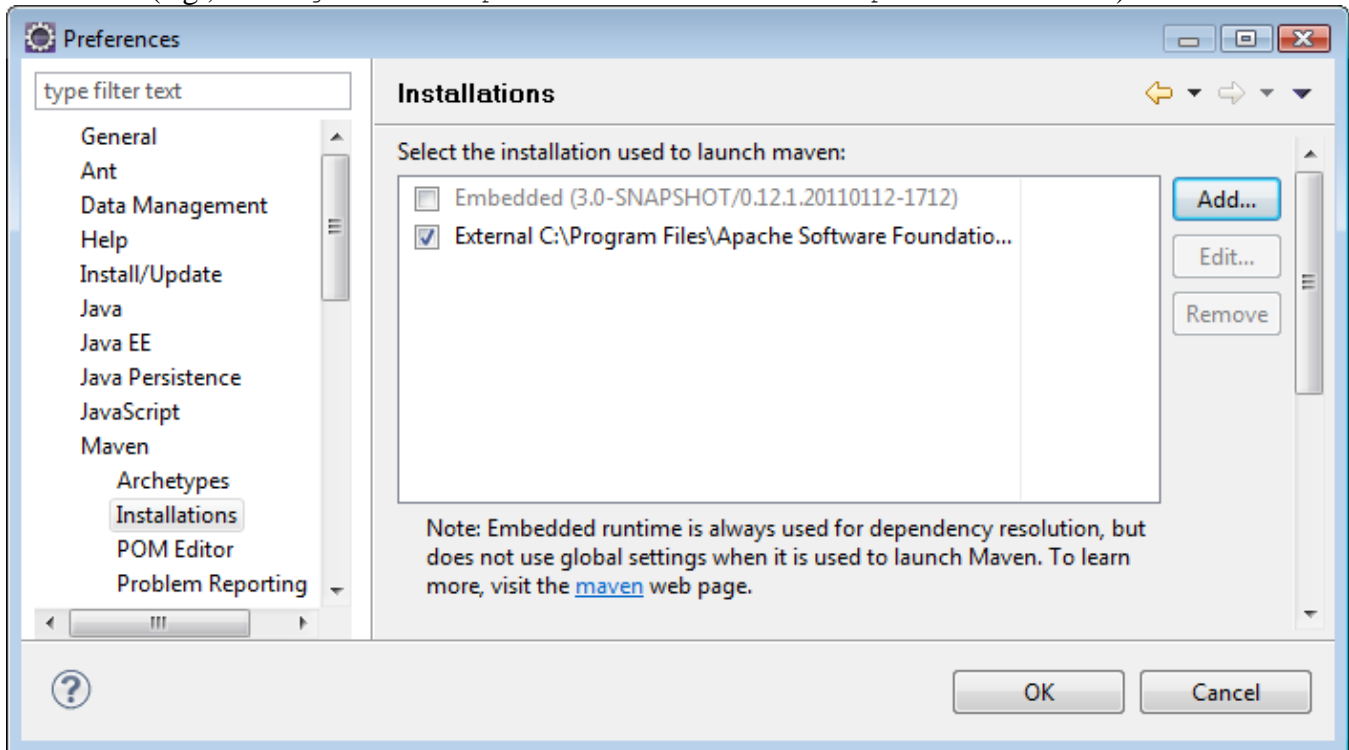 Preferences
type filter text
General
Ant
Data Management
Help
Install/Update
Java
Java EE
Java Persistence
JavaScript
Maven
Archetypes
Installations
POM Editor
Problem Reporting
Installations
Select the installation used to launch maven:
Embedded (3.0-SNAPSHOT/0.12.1.20110112-1712)
External C:\Program Files\Apache Software Foundatio...
Add...
Edit...
Remove
Note: Embedded runtime is always used for dependency resolution, but
does not use global settings when it is used to launch Maven. To learn
more, visit the maven web page.
OK
Cancel